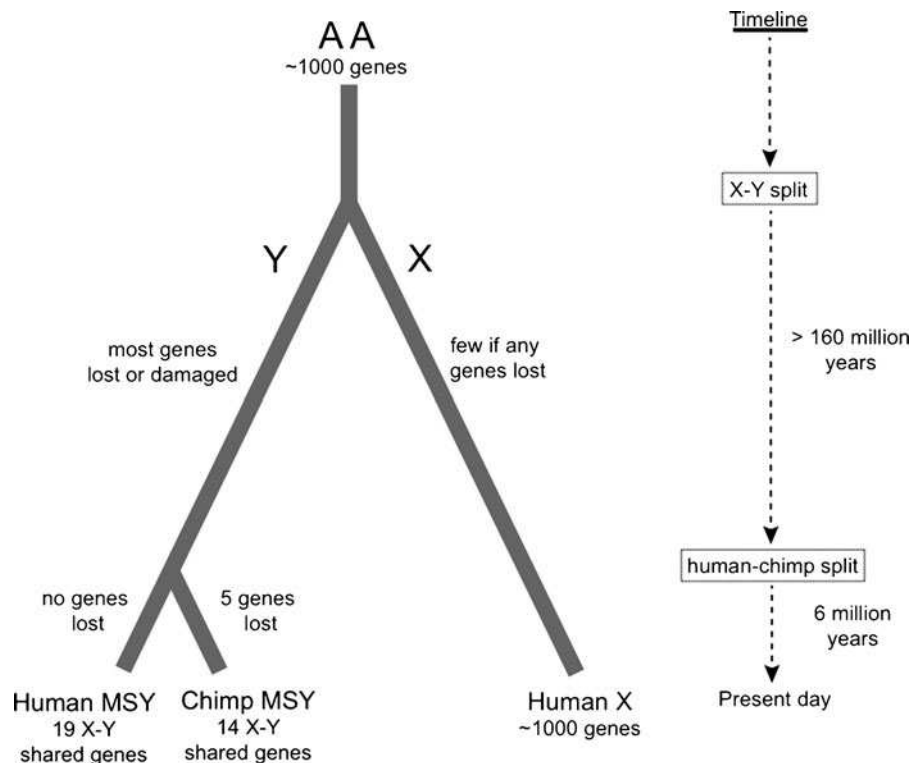 A A
~1000 genes
Y
X
most genes
lost or damaged
few if any
genes lost
no genes
lost
5 genes
lost
Human MSY
19 X-Y
shared genes
Chimp MSY
14 X-Y
shared genes
Human X
~1000 genes
Timeline
X-Y split
> 160 million
years
human-chimp split
6 million
years
Present day